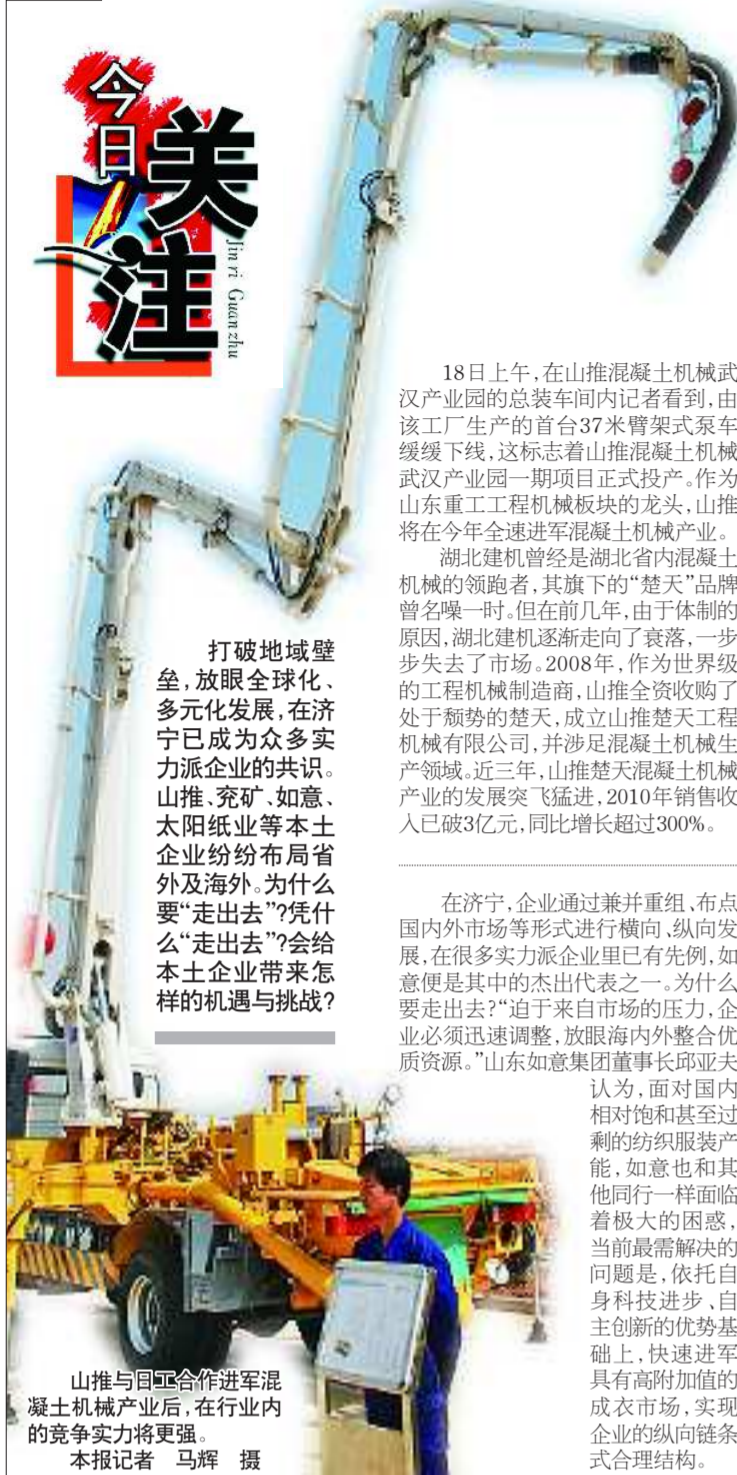 今日
关注
Jin ri Guan zhu
打破地域壁
垒,放眼全球化、
多元化发展,在济
宁已成为众多实
力派企业的共识。
山推、兖矿、如意、
太阳纸业等本土
企业纷纷布局省
外及海外。为什么
要“走出去”?凭什
么“走出去”?会给
本土企业带来怎
样的机遇与挑战?
18日上午,在山推混凝土机械武
汉产业园的总装车间内记者看到,由
该工厂生产的首台37米臂架式泵车
缓缓下线,这标志着山推混凝土机械
武汉产业园一期项目正式投产。作为
山东重工工程机械板块的龙头,山推
将在今年全速进军混凝土机械产业。
湖北建机曾经是湖北省内混凝土
机械的领跑者,其旗下的“楚天”品牌
曾名噪一时。但在前几年,由于体制的
原因,湖北建机逐渐走向了衰落,一步
步失去了市场。2008年,作为世界级
的工程机械制造商,山推全资收购了
处于颓势的楚天,成立山推楚天工程
机械有限公司,并涉足混凝土机械生
产领域。近三年,山推楚天混凝土机械
产业的发展突飞猛进,2010年销售收
入已破3亿元,同比增长超过300%。
在济宁,企业通过兼并重组、布点
国内外市场等形式进行横向、纵向发
展,在很多实力派企业里已有先例,如
意便是其中的杰出代表之一。为什么
要走出去?“迫于来自市场的压力,企
业必须迅速调整,放眼海内外整合优
质资源。”山东如意集团董事长邱亚夫
认为,面对国内
相对饱和甚至过
剩的纺织服装产
能,如意也和其
他同行一样面临
着极大的困惑,
当前最需解决的
问题是,依托自
身科技进步、自
主创新的优势基
础上,快速进军
具有高附加值的
成衣市场,实现
企业的纵向链条
式合理结构。
山推与日工合作进军混
凝土机械产业后,在行业内
的竞争实力将更强。
本报记者 马辉 摄